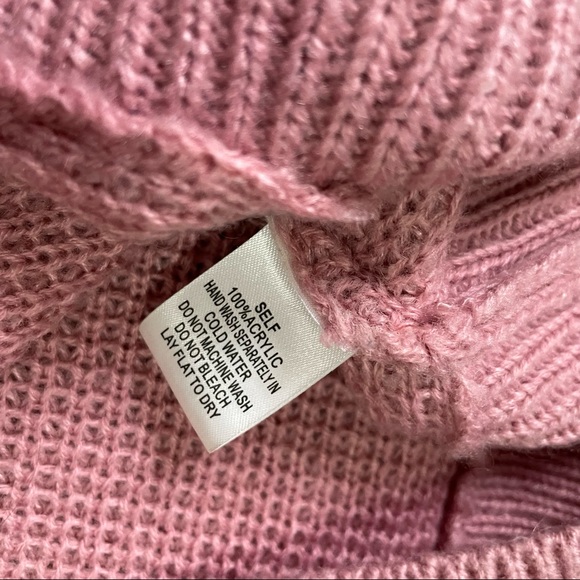 SELF
100%ACRYLIC
HAND WASH SEPARATELY IN
COLD WATER
DO NOT MACHINE WASH
DO NOT BLEACH
LAY FLAT TO DRY